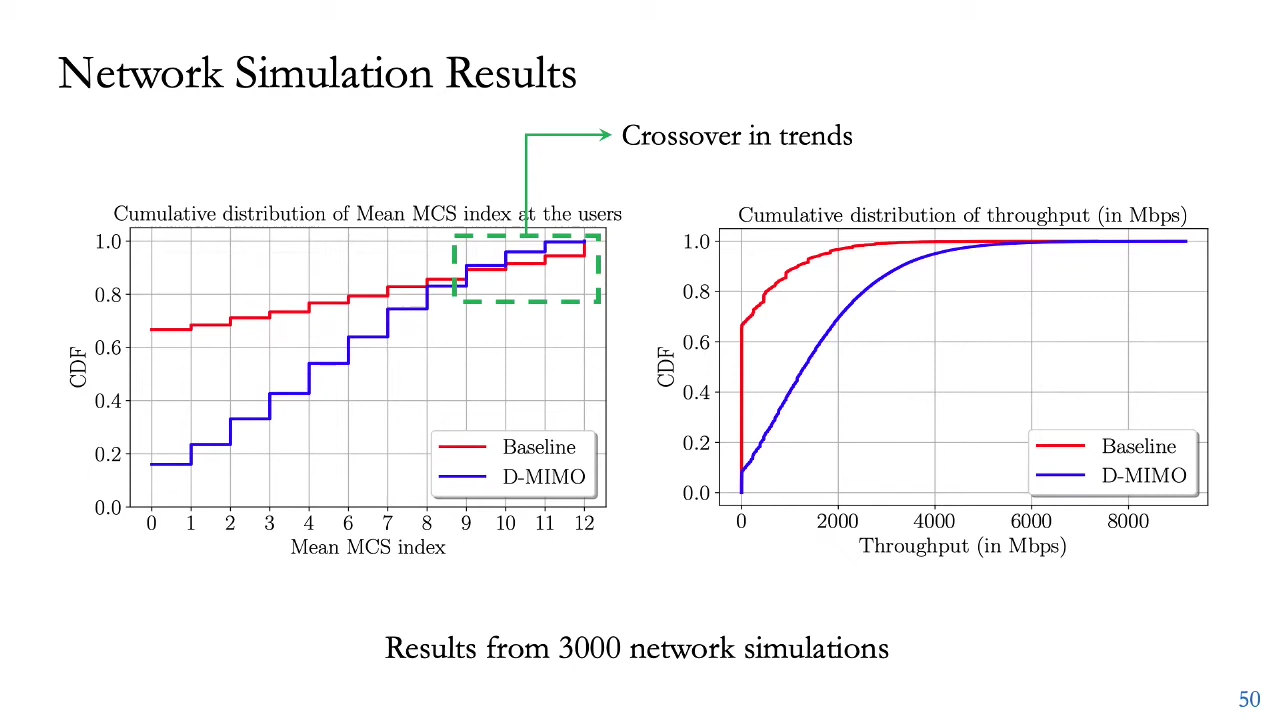 Network Simulation Results
Crossover in trends
Cumulative distribution of Mean MCS index at the users
1.0
0.8
0.6
0.4
0.2
0.0
CDF
0 1 2 3 4 6 7 8 9 10 11 12
Mean MCS index
Baseline
D-MIMO
Cumulative distribution of throughput (in Mbps)
1.0
0.8
0.6
0.4
0.2
0.0
CDF
0 2000 4000 6000 8000
Throughput (in Mbps)
Baseline
D-MIMO
Results from 3000 network simulations
50